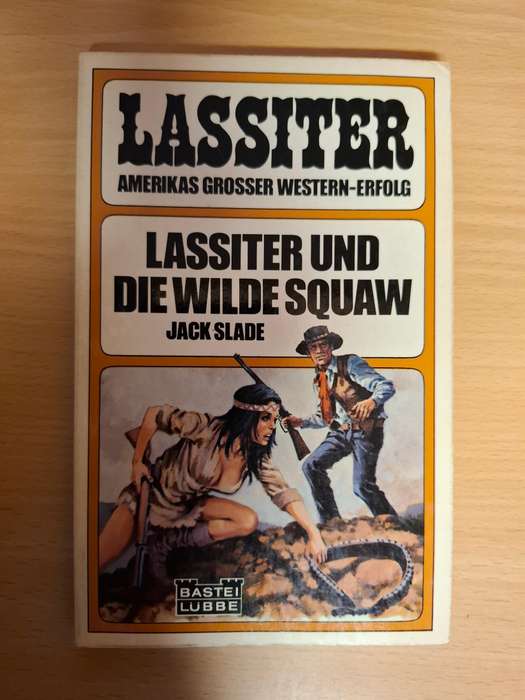 LASSITER
AMERIKAS GROSSER WESTERN-ERFOLG
LASSITER UND
DIE WILDE SQUAW
JACK SLADE
BASTEI
LÜBBE